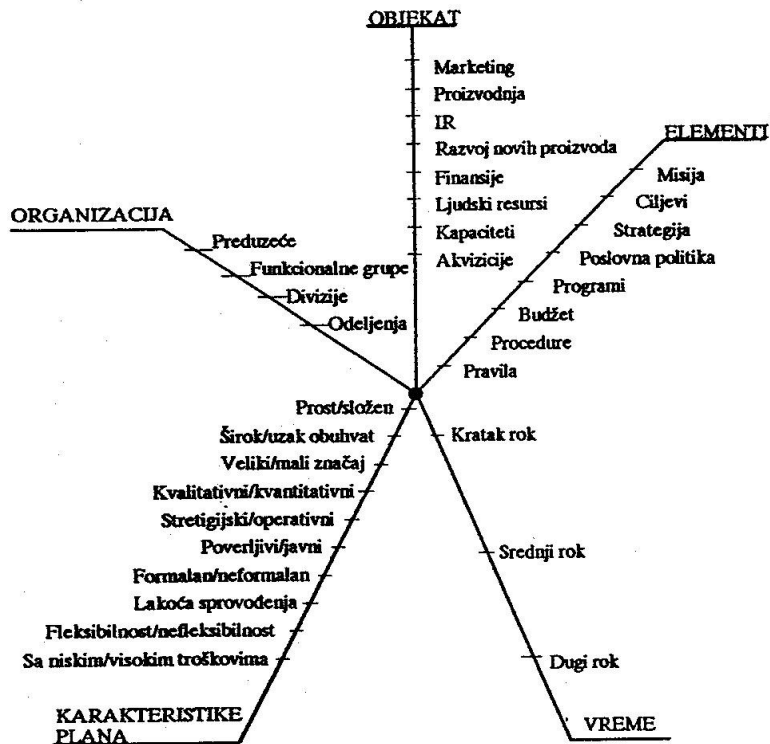 OBJEKAT
Marketing
Proizvodnja
IR
Razvoj novih proizvoda
Finansije
Ljudski resursi
Kapaciteti
Akvizicije
ELEMENTI
Misija
Ciljevi
Strategija
Poslovna politika
Programi
Budžet
Procedure
Pravila
ORGANIZACIJA
Preduzeće
Funkcionalne grupe
Divizije
Odeljenja
Prost/složen
Širok/uzak obuhvat
Veliki/mali značaj
Kvalitativni/kvantitativni
Stretigijski/operativni
Poverljivi/javni
Formalan/neformalan
Lakoća sprovođenja
Fleksibilnost/nefleksibilnost
Sa niskim/visokim troškovima
KARAKTERISTIKE
PLANA
Kratak rok
Srednji rok
Dugi rok
VREME